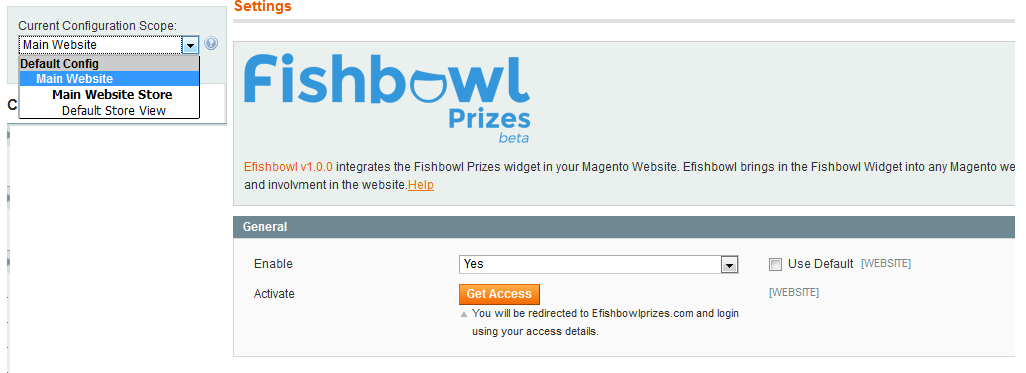 Current Configuration Scope:
Main Website
Default Config
Main Website
Main Website Store
Default Store View
C
Settings
Fishbowl
Prizes
beta
Efishbowl v1.0.0 integrates the Fishbowl Prizes widget in your Magento Website. Efishbowl brings in the Fishbowl Widget into any Magento we
and involvment in the website.Help
General
Enable
Yes
Use Default [WEBSITE]
Activate
Get Access
[WEBSITE]
You will be redirected to Efishbowlprizes.com and login
using your access details.